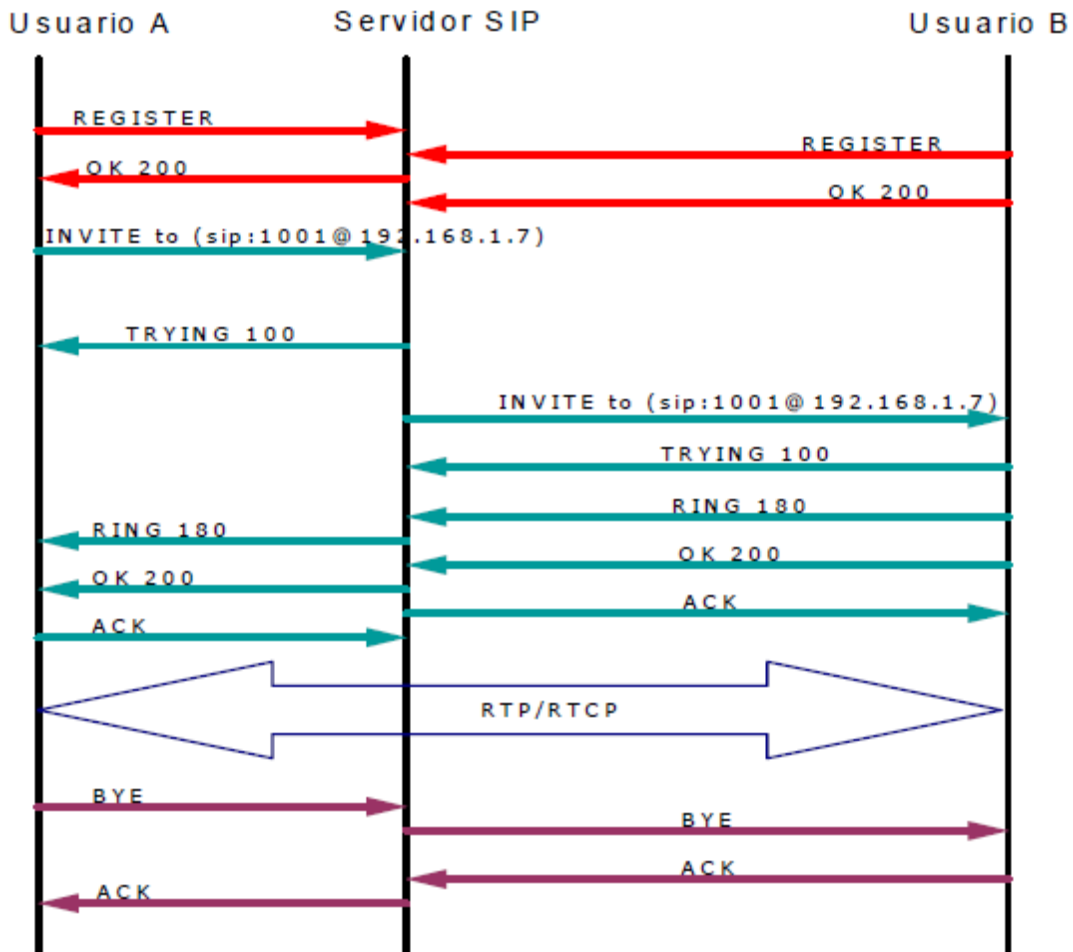 Usuario A
Servidor SIP
Usuario B
REGISTER
REGISTER
OK 200
OK 200
INVITE to (sip:1001@192.168.1.7)
TRYING 100
INVITE to (sip:1001@192.168.1.7)
TRYING 100
RING 180
RING 180
OK 200
OK 200
ACK
ACK
RTP/RTCP
BYE
BYE
ACK
ACK